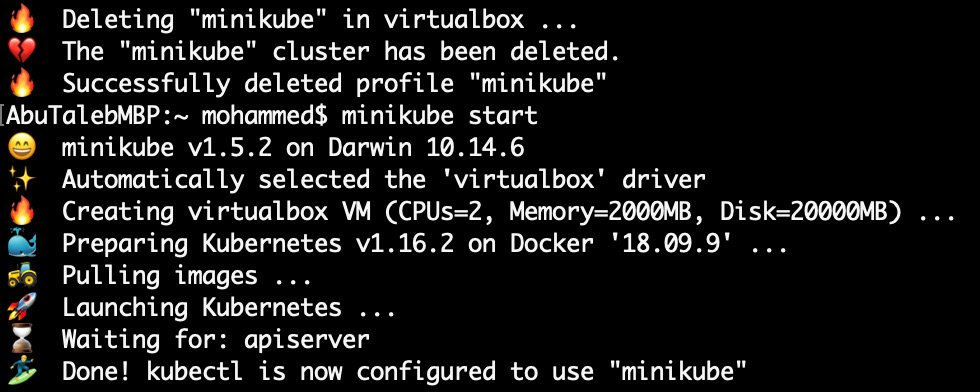 🔥 Deleting "minikube" in virtualbox ...
💔 The "minikube" cluster has been deleted.
🔥 Successfully deleted profile "minikube"
[AbuTalebMBP:~ mohammed$ minikube start
😄 minikube v1.5.2 on Darwin 10.14.6
✨ Automatically selected the 'virtualbox' driver
🔥 Creating virtualbox VM (CPUs=2, Memory=2000MB, Disk=20000MB) ...
🐳 Preparing Kubernetes v1.16.2 on Docker '18.09.9' ...
🚜 Pulling images ...
🚀 Launching Kubernetes ...
⌛ Waiting for: apiserver
🏄 Done! kubectl is now configured to use "minikube"